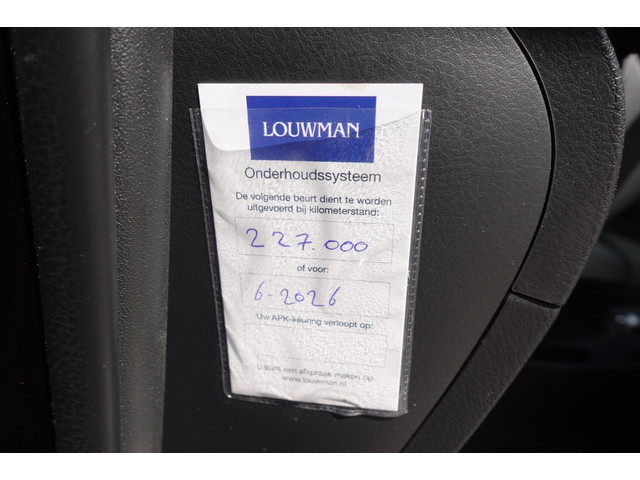 LOUWMAN
Onderhoudssysteem
De volgende beurt dient te worden
uitgevoerd bij kilometerstand:
227.000
of voor:
6-2026
Uw APK-keuring verloopt op:
U kunt een afspraak maken op
www.louwman.nl